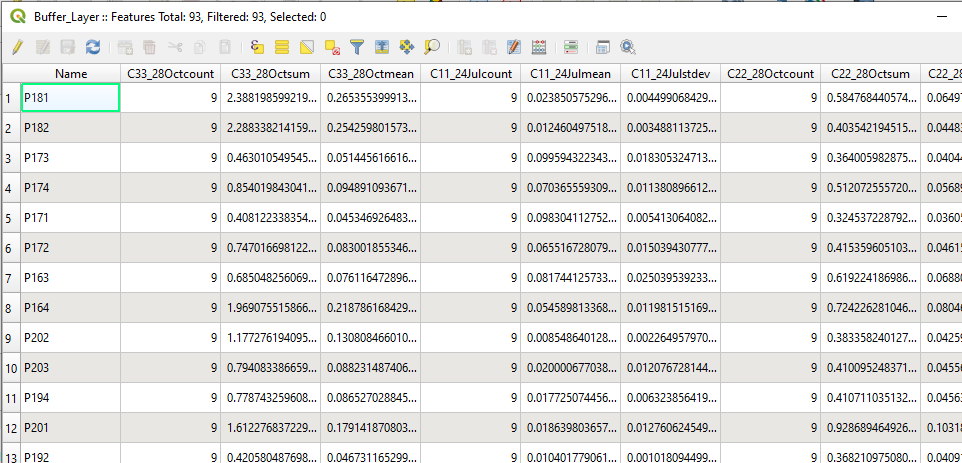 Buffer_Layer :: Features Total: 93, Filtered: 93, Selected: 0
Name C33_28Octcount C33_28Octsum C33_28Octmean C11_24Julcount C11_24Julmean C11_24Julstdev C22_28Octcount C22_28Octsum C22_28
1 P181 9 2.388198599219... 0.265355399913... 9 0.023850575296... 0.004499068429... 9 0.584768440574... 0.0649
2 P182 9 2.288338214159... 0.254259801573... 9 0.012460497518... 0.003488113725... 9 0.403542194515... 0.0448
3 P173 9 0.463010549545... 0.051445616616... 9 0.099594322343... 0.018305324713... 9 0.364005982875... 0.0404
4 P174 9 0.854019843041... 0.094891093671... 9 0.070365559309... 0.011380896612... 9 0.512072555720... 0.0568
5 P171 9 0.408122338354... 0.045346926483... 9 0.098304112752... 0.005413064082... 9 0.324537228792... 0.0360
6 P172 9 0.747016698122... 0.083001855346... 9 0.065516728079... 0.015039430777... 9 0.415359605103... 0.0461
7 P163 9 0.685048256069... 0.076116472896... 9 0.081744125733... 0.025039539233... 9 0.619224186986... 0.0688
8 P164 9 1.969075515866... 0.218786168429... 9 0.054589813368... 0.011981515169... 9 0.724226281046... 0.0804
9 P202 9 1.177276194095... 0.130808466010... 9 0.008548640128... 0.002264957970... 9 0.383358240127... 0.0425
10 P203 9 0.794083386659... 0.088231487406... 9 0.020000677038... 0.012076728144... 9 0.410095248371... 0.0455
11 P194 9 0.778743259608... 0.086527028845... 9 0.017725074456... 0.006323856419... 9 0.410711035132... 0.0456
12 P201 9 1.612276837229... 0.179141870803... 9 0.018639803657... 0.012760624549... 9 0.928689464926... 0.1031
13 P192 9 0.420580487698... 0.046731165299... 9 0.010401779061... 0.001018094499... 9 0.368210975080... 0.0409